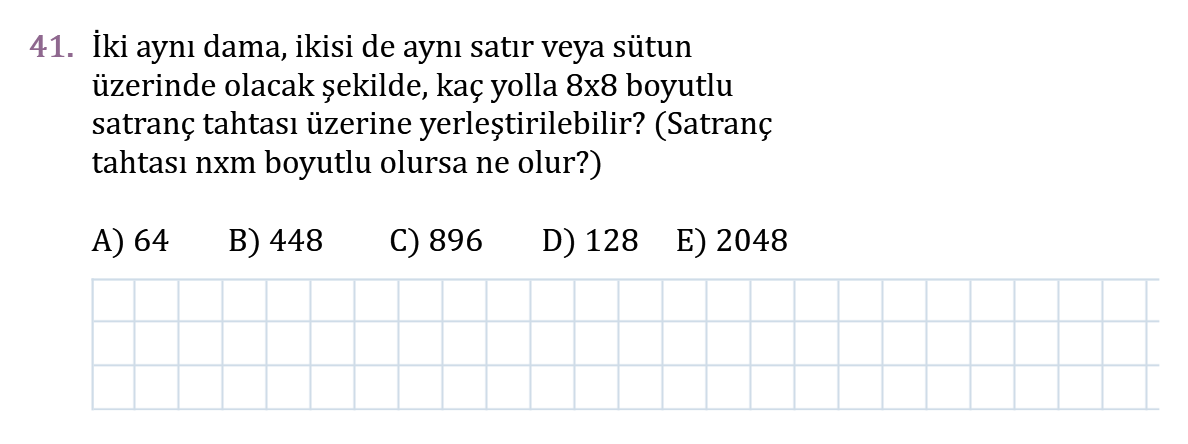 41. İki aynı dama, ikisi de aynı satır veya sütun
üzerinde olacak şekilde, kaç yolla 8x8 boyutlu
satranç tahtası üzerine yerleştirilebilir? (Satranç
tahtası nxm boyutlu olursa ne olur?)
A) 64 B) 448 C) 896 D) 128 E) 2048